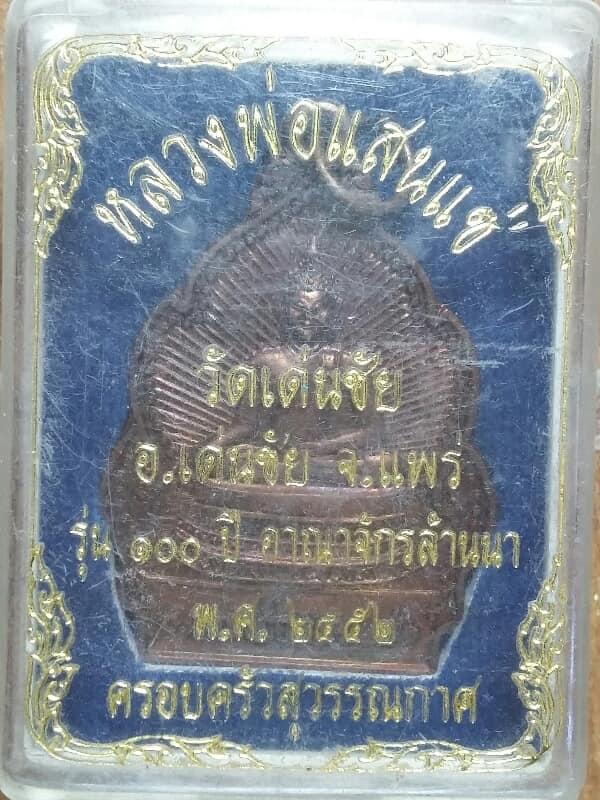 หลวงพ่อแสนแซ่
วัดเด่นชัย
อ.เด่นชัย จ.แพร่
รุ่น ๑๐๐ ปี อาณาจักรล้านนา
พ.ศ. ๒๕๕๒
ครอบครัวสุวรรณกาศ